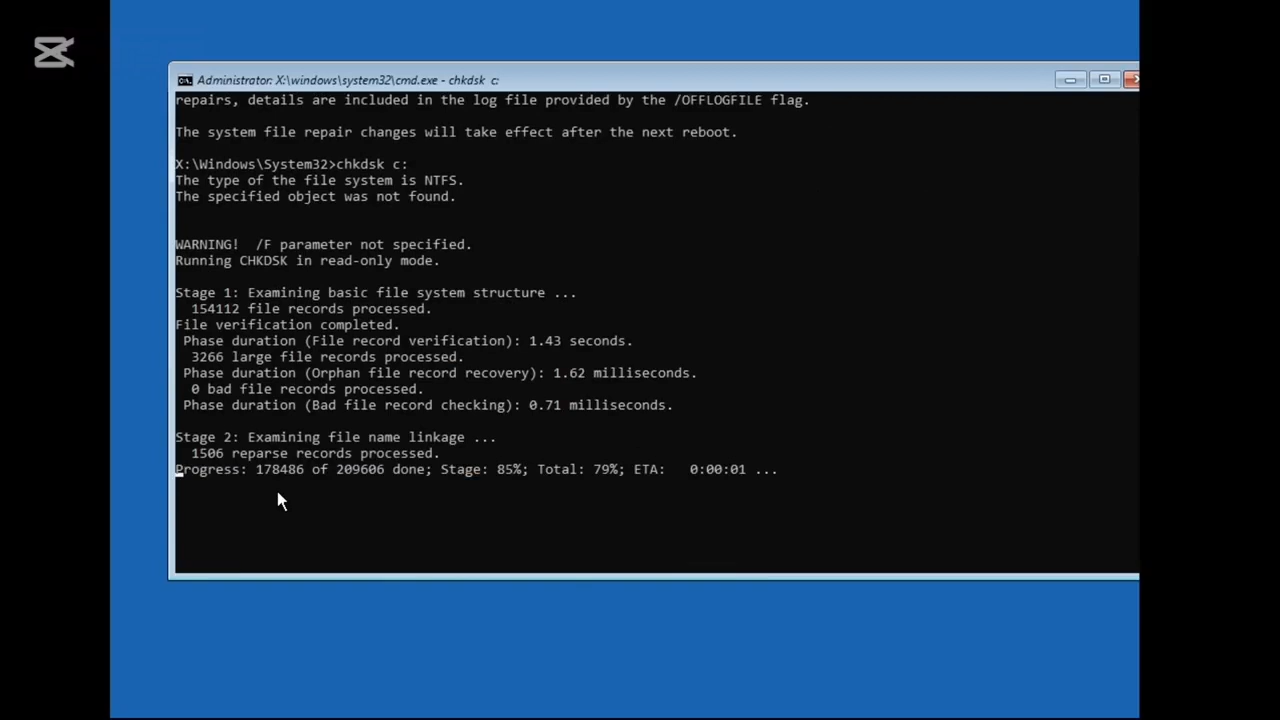 Administrator: X:\windows\system32\cmd.exe - chkdsk c:
repairs, details are included in the log file provided by the /OFFLOGFILE flag.
The system file repair changes will take effect after the next reboot.
X:\Windows\System32>chkdsk c:
The type of the file system is NTFS.
The specified object was not found.
WARNING!  /F parameter not specified.
Running CHKDSK in read-only mode.
Stage 1: Examining basic file system structure ...
154112 file records processed.
File verification completed.
Phase duration (File record verification): 1.43 seconds.
3266 large file records processed.
Phase duration (Orphan file record recovery): 1.62 milliseconds.
0 bad file records processed.
Phase duration (Bad file record checking): 0.71 milliseconds.
Stage 2: Examining file name linkage ...
1506 reparse records processed.
Progress: 178486 of 209606 done; Stage: 85%; Total: 79%; ETA:   0:00:01 ...